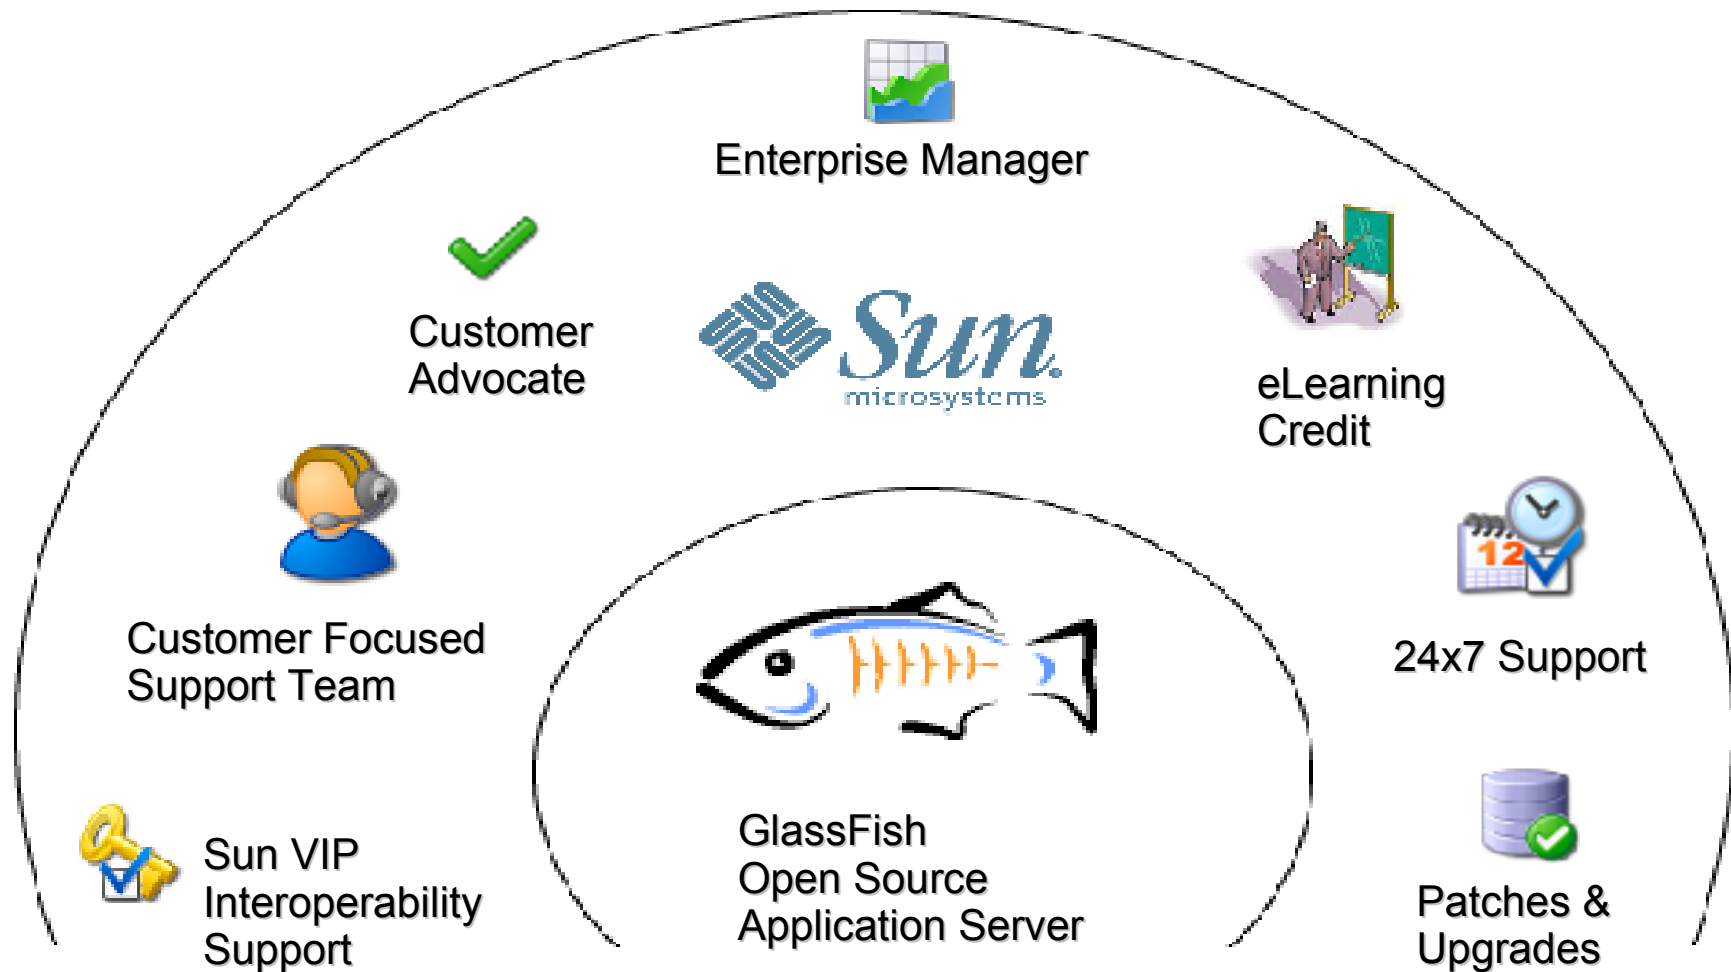 Enterprise Manager
Customer
Advocate
Sun.
microsystems
eLearning
Credit
12
Customer Focused
Support Team
24x7 Support
Sun VIP
Interoperability
Support
GlassFish
Open Source
Application Server
Patches &
Upgrades